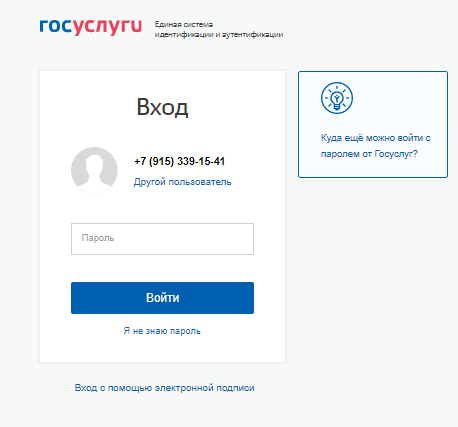 госуслуги
Единая система
идентификации и аутентификации
Вход
+7 (915) 339-15-41
Другой пользователь
Пароль
Войти
Я не знаю пароль
Вход с помощью электронной подписи
Куда ещё можно войти с
паролем от Госуслуг?